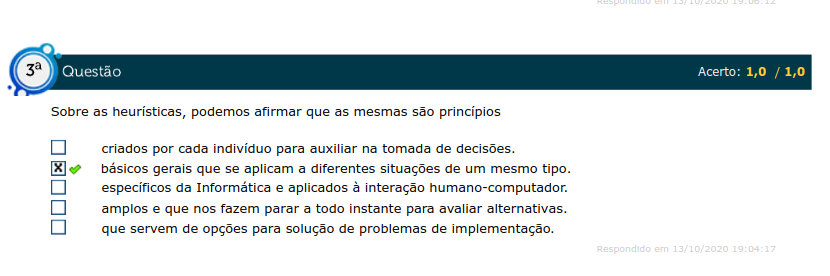 Respondido em 13/10/2020 19:06:12
3ª Questão Acerto: 1,0 / 1,0
Sobre as heurísticas, podemos afirmar que as mesmas são princípios
criados por cada indivíduo para auxiliar na tomada de decisões.
básicos gerais que se aplicam a diferentes situações de um mesmo tipo.
específicos da Informática e aplicados à interação humano-computador.
amplos e que nos fazem parar a todo instante para avaliar alternativas.
que servem de opções para solução de problemas de implementação.
Respondido em 13/10/2020 19:04:17